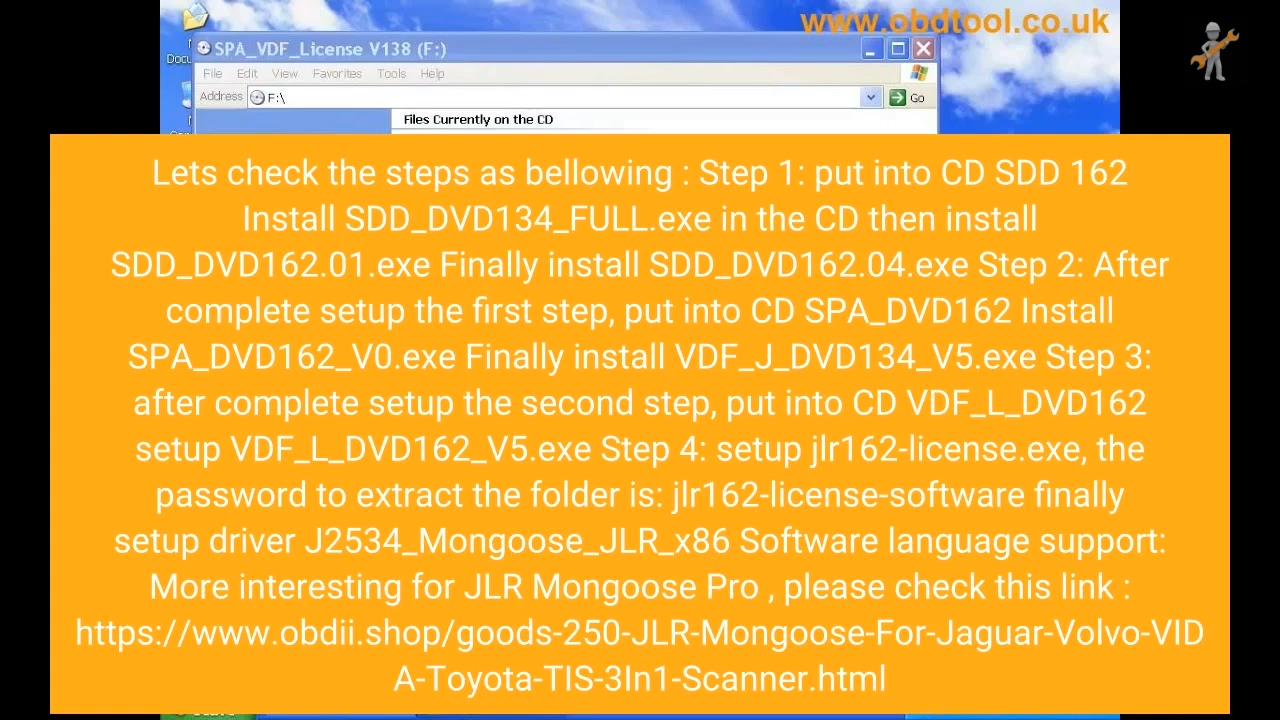 www.obdtool.co.uk
SPA_VDF_License V138 (F:)
File Edit View Favorites Tools Help
Address F:\ Go
Files Currently on the CD
Lets check the steps as bellowing : Step 1: put into CD SDD 162
Install SDD_DVD134_FULL.exe in the CD then install
SDD_DVD162.01.exe Finally install SDD_DVD162.04.exe Step 2: After
complete setup the first step, put into CD SPA_DVD162 Install
SPA_DVD162_V0.exe Finally install VDF_J_DVD134_V5.exe Step 3:
after complete setup the second step, put into CD VDF_L_DVD162
setup VDF_L_DVD162_V5.exe Step 4: setup jlr162-license.exe, the
password to extract the folder is: jlr162-license-software finally
setup driver J2534_Mongoose_JLR_x86 Software language support:
More interesting for JLR Mongoose Pro , please check this link :
https://www.obdii.shop/goods-250-JLR-Mongoose-For-Jaguar-Volvo-VID
A-Toyota-TIS-3In1-Scanner.html